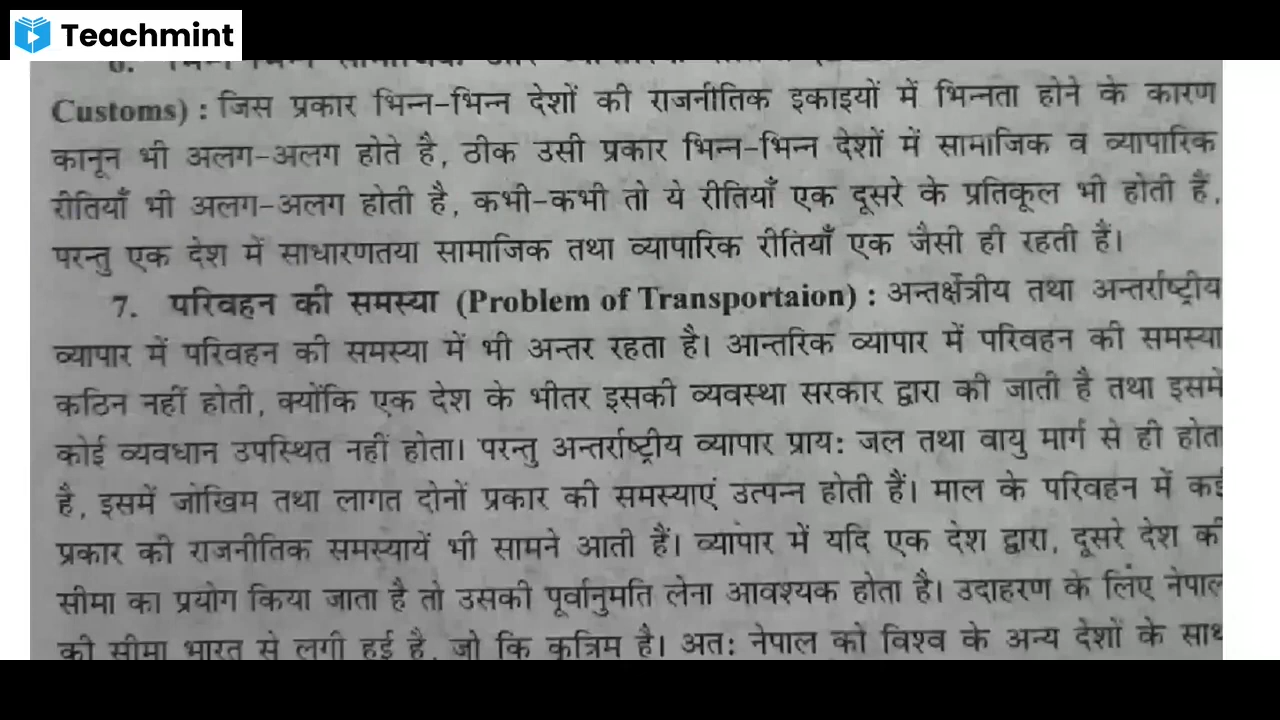 Teachmint
6.
Customs) : जिस प्रकार भिन्न-भिन्न देशों की राजनीतिक इकाइयों में भिन्नता होने के कारण
कानून भी अलग-अलग होते है, ठीक उसी प्रकार भिन्न-भिन्न देशों में सामाजिक व व्यापारिक
रीतियाँ भी अलग-अलग होती है, कभी-कभी तो ये रीतियाँ एक दूसरे के प्रतिकूल भी होती हैं,
परन्तु एक देश में साधारणतया सामाजिक तथा व्यापारिक रीतियाँ एक जैसी ही रहती हैं।
7. परिवहन की समस्या (Problem of Transportaion) : अन्तर्क्षेत्रीय तथा अन्तर्राष्ट्रीय
व्यापार में परिवहन की समस्या में भी अन्तर रहता है। आन्तरिक व्यापार में परिवहन की समस्या
कठिन नहीं होती, क्योंकि एक देश के भीतर इसकी व्यवस्था सरकार द्वारा की जाती है तथा इसमें
कोई व्यवधान उपस्थित नहीं होता। परन्तु अन्तर्राष्ट्रीय व्यापार प्रायः जल तथा वायु मार्ग से ही होता
है, इसमें जोखिम तथा लागत दोनों प्रकार की समस्याएं उत्पन्न होती हैं। माल के परिवहन में कई
प्रकार की राजनीतिक समस्यायें भी सामने आती हैं। व्यापार में यदि एक देश द्वारा, दूसरे देश की
सीमा का प्रयोग किया जाता है तो उसकी पूर्वानुमति लेना आवश्यक होता है। उदाहरण के लिए नेपाल
की सीमा भारत से लगी हुई है, जो कि कृत्रिम है। अतः नेपाल को विश्व के अन्य देशों के साथ